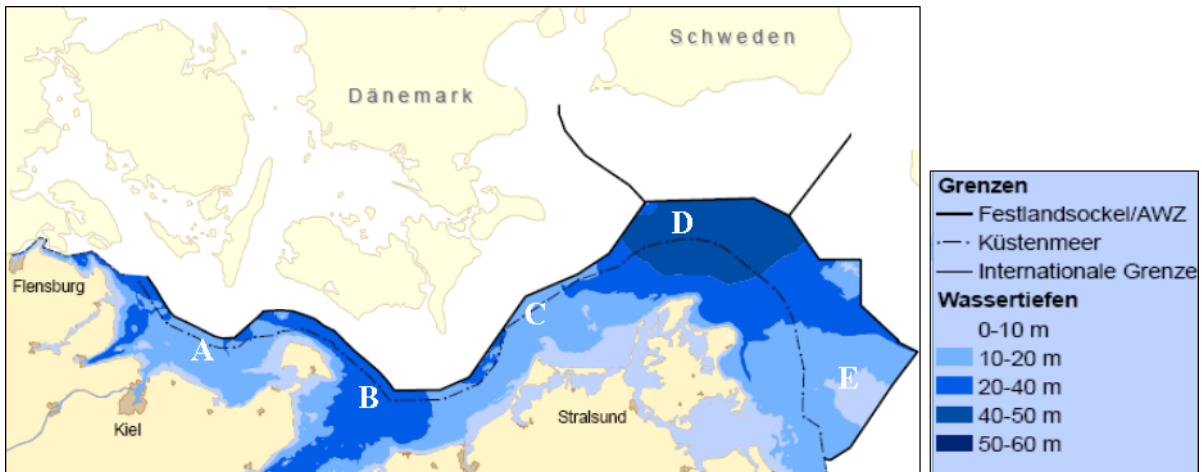 Schweden
Dänemark
D
Flensburg
C
A
E
B
Stralsund
Kiel
Grenzen
Festlandsockel/AWZ
Küstenmeer
Internationale Grenze
Wassertiefen
0-10 m
10-20 m
20-40 m
40-50 m
50-60 m